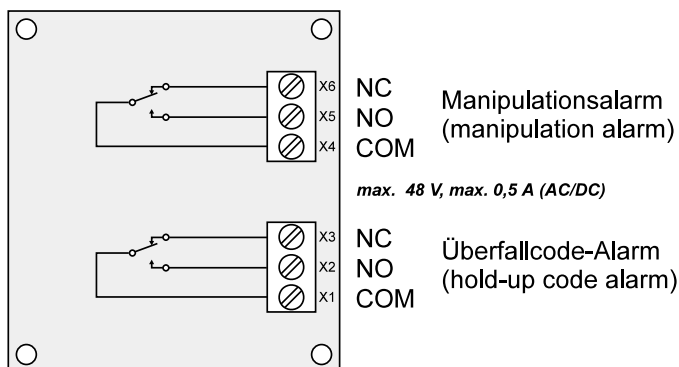 X6 NC
X5 NO
X4 COM
Manipulationsalarm
(manipulation alarm)
max. 48 V, max. 0,5 A (AC/DC)
X3 NC
X2 NO
X1 COM
Überfallcode-Alarm
(hold-up code alarm)